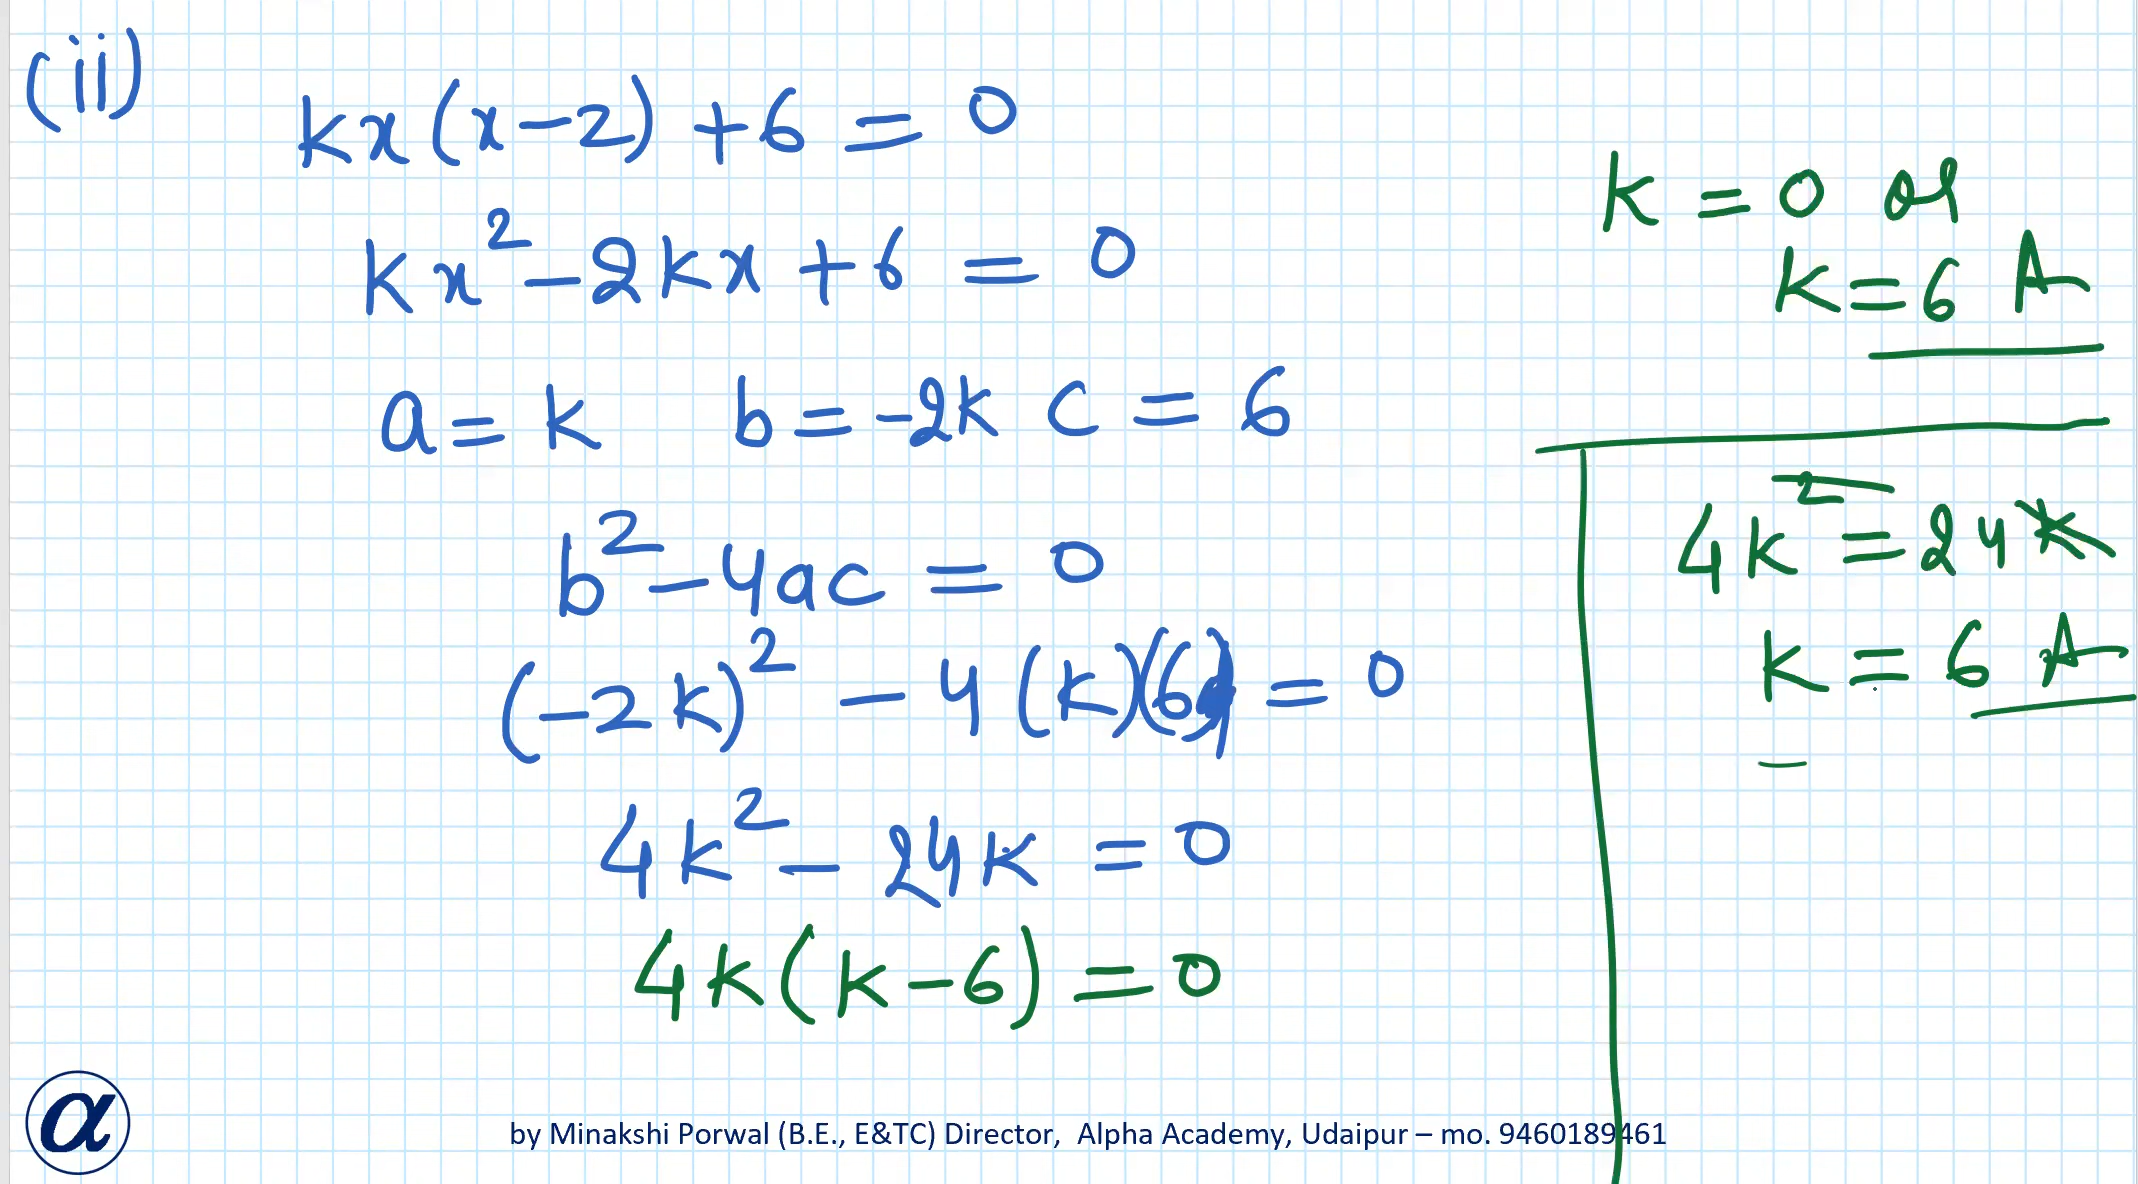 (ii)
kx(x-2)+6=0
kx²-2kx+6=0
a=k b=-2k c=6
b²-4ac=0
(-2k)²-4(k)(6)=0
4k²-24k=0
4k(k-6)=0
k=0 or
k=6 A
4k²=24k
k=6 A
α
by Minakshi Porwal (B.E., E&TC) Director, Alpha Academy, Udaipur – mo. 9460189461